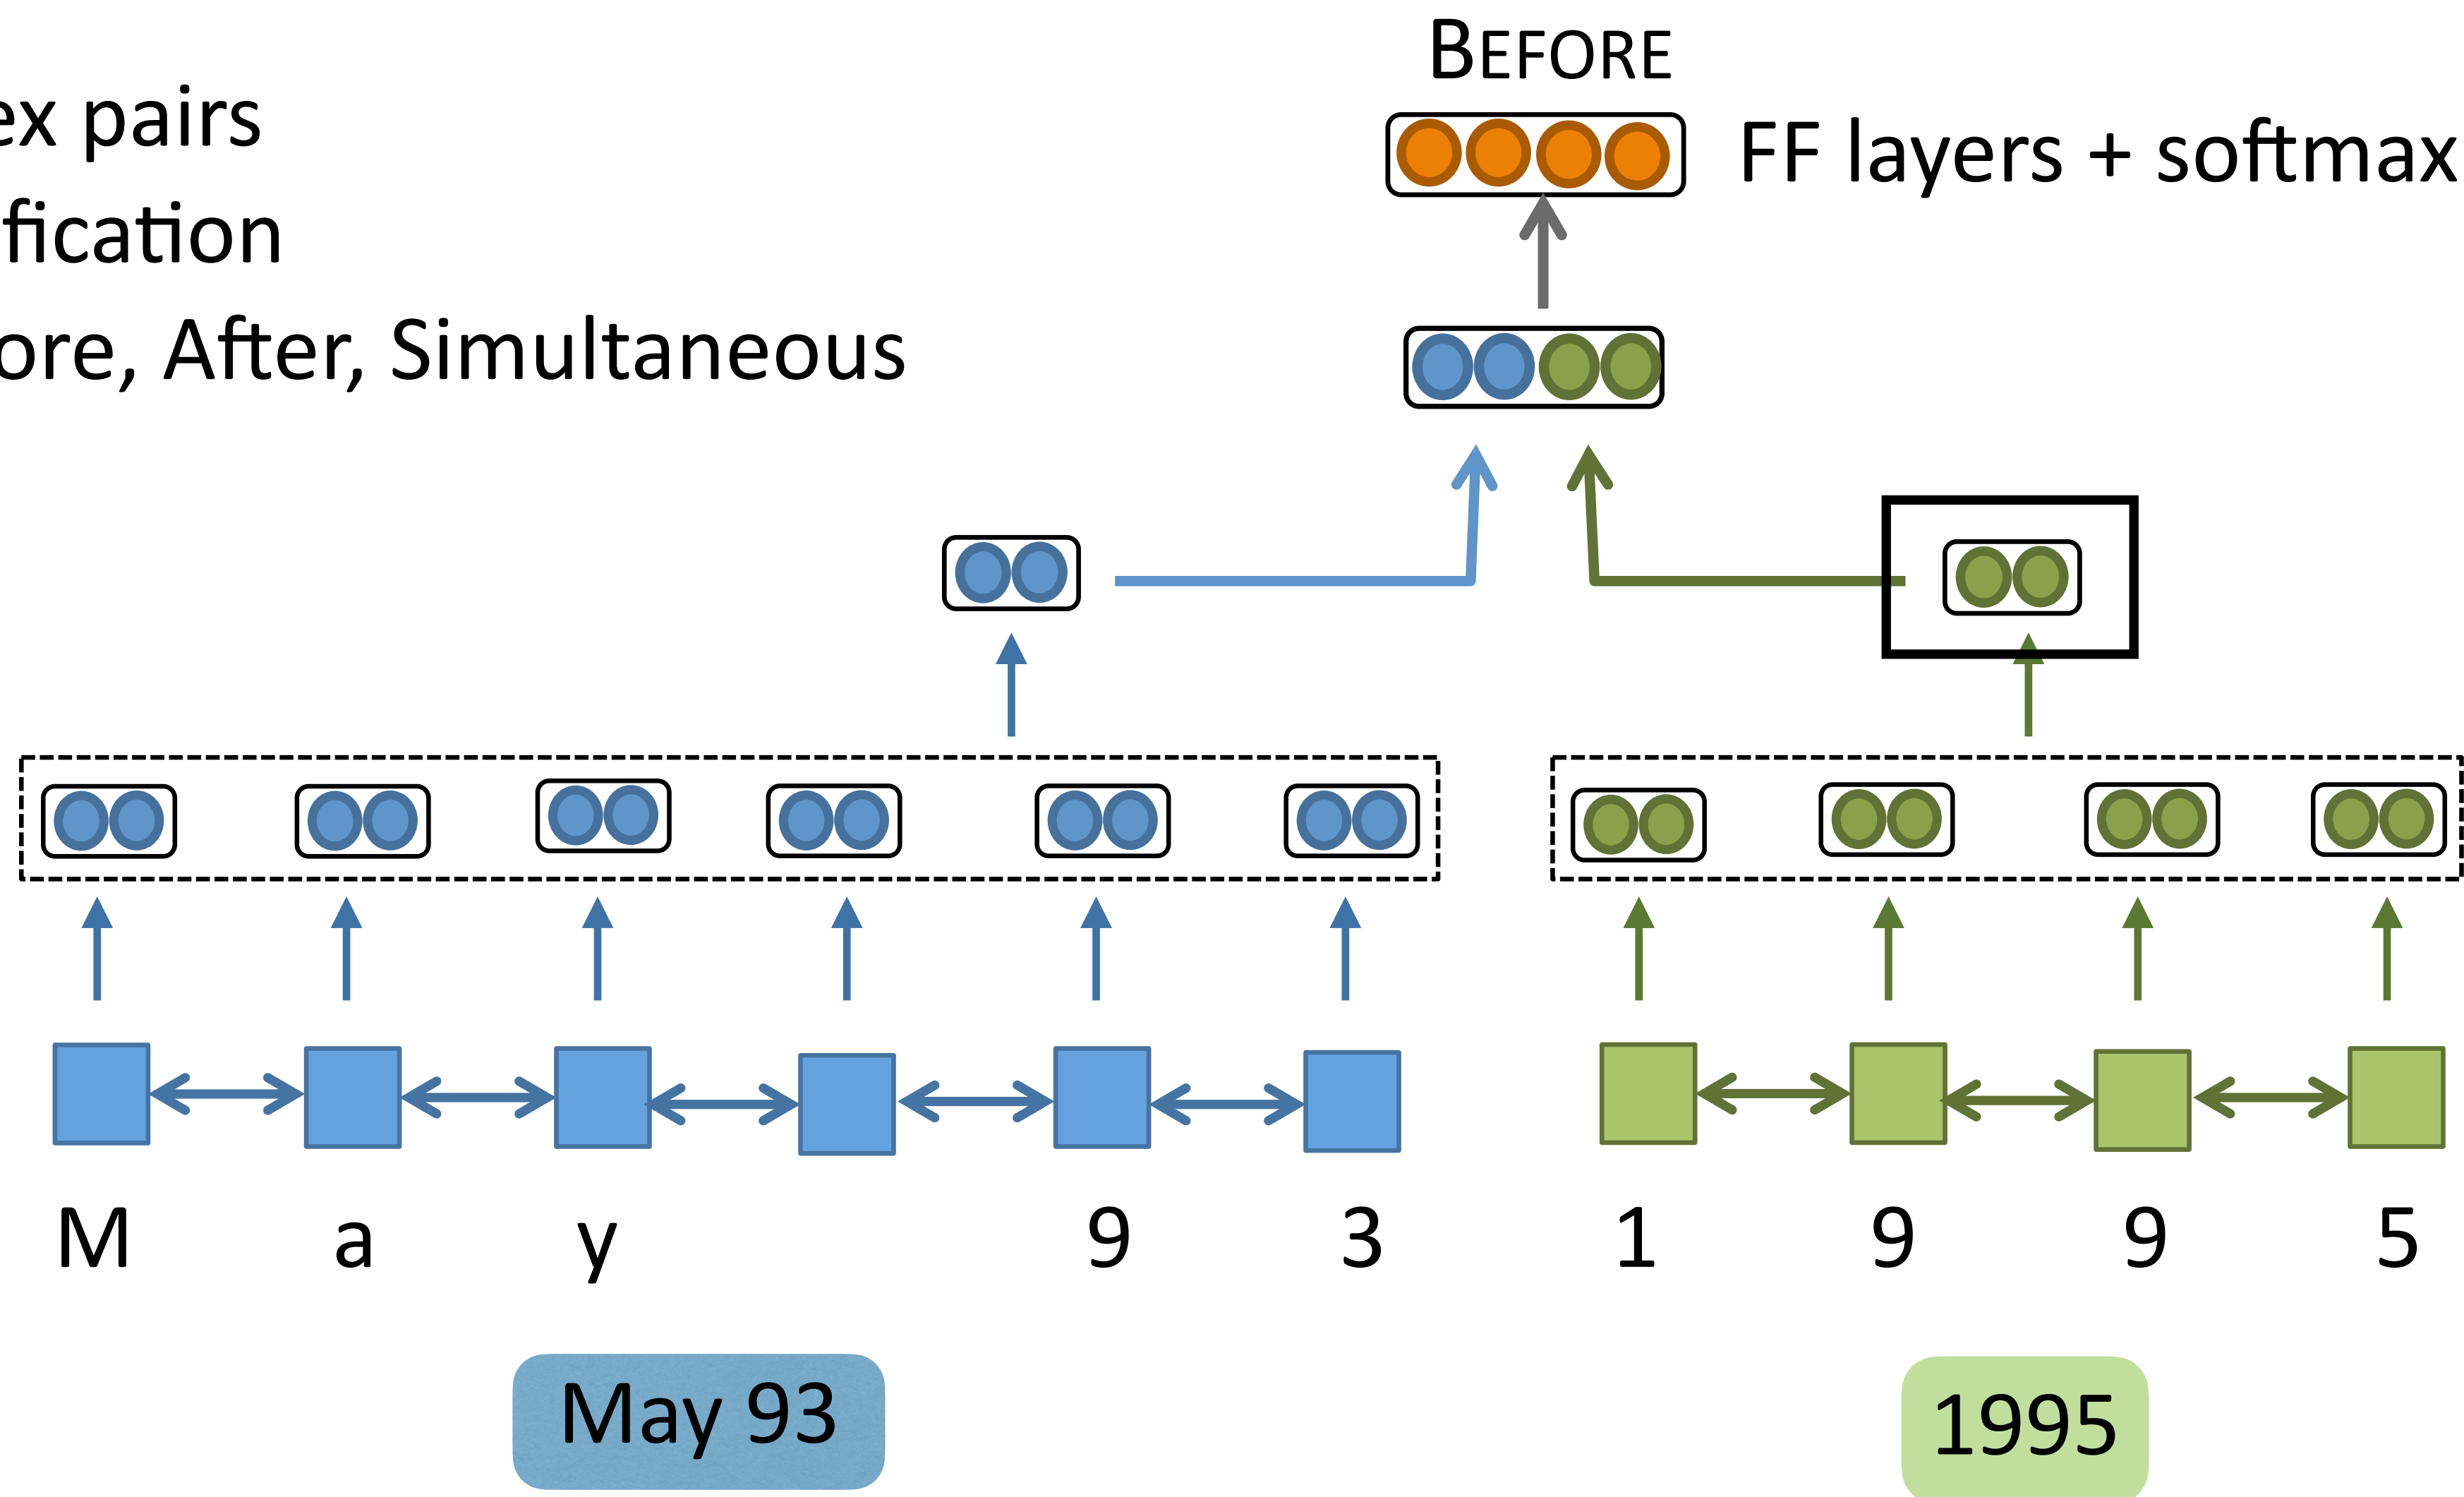 BEFORE
ex pairs
FF layers + softmax
fication
ore, After, Simultaneous
M a y 9 3 1 9 9 5
May 93
1995